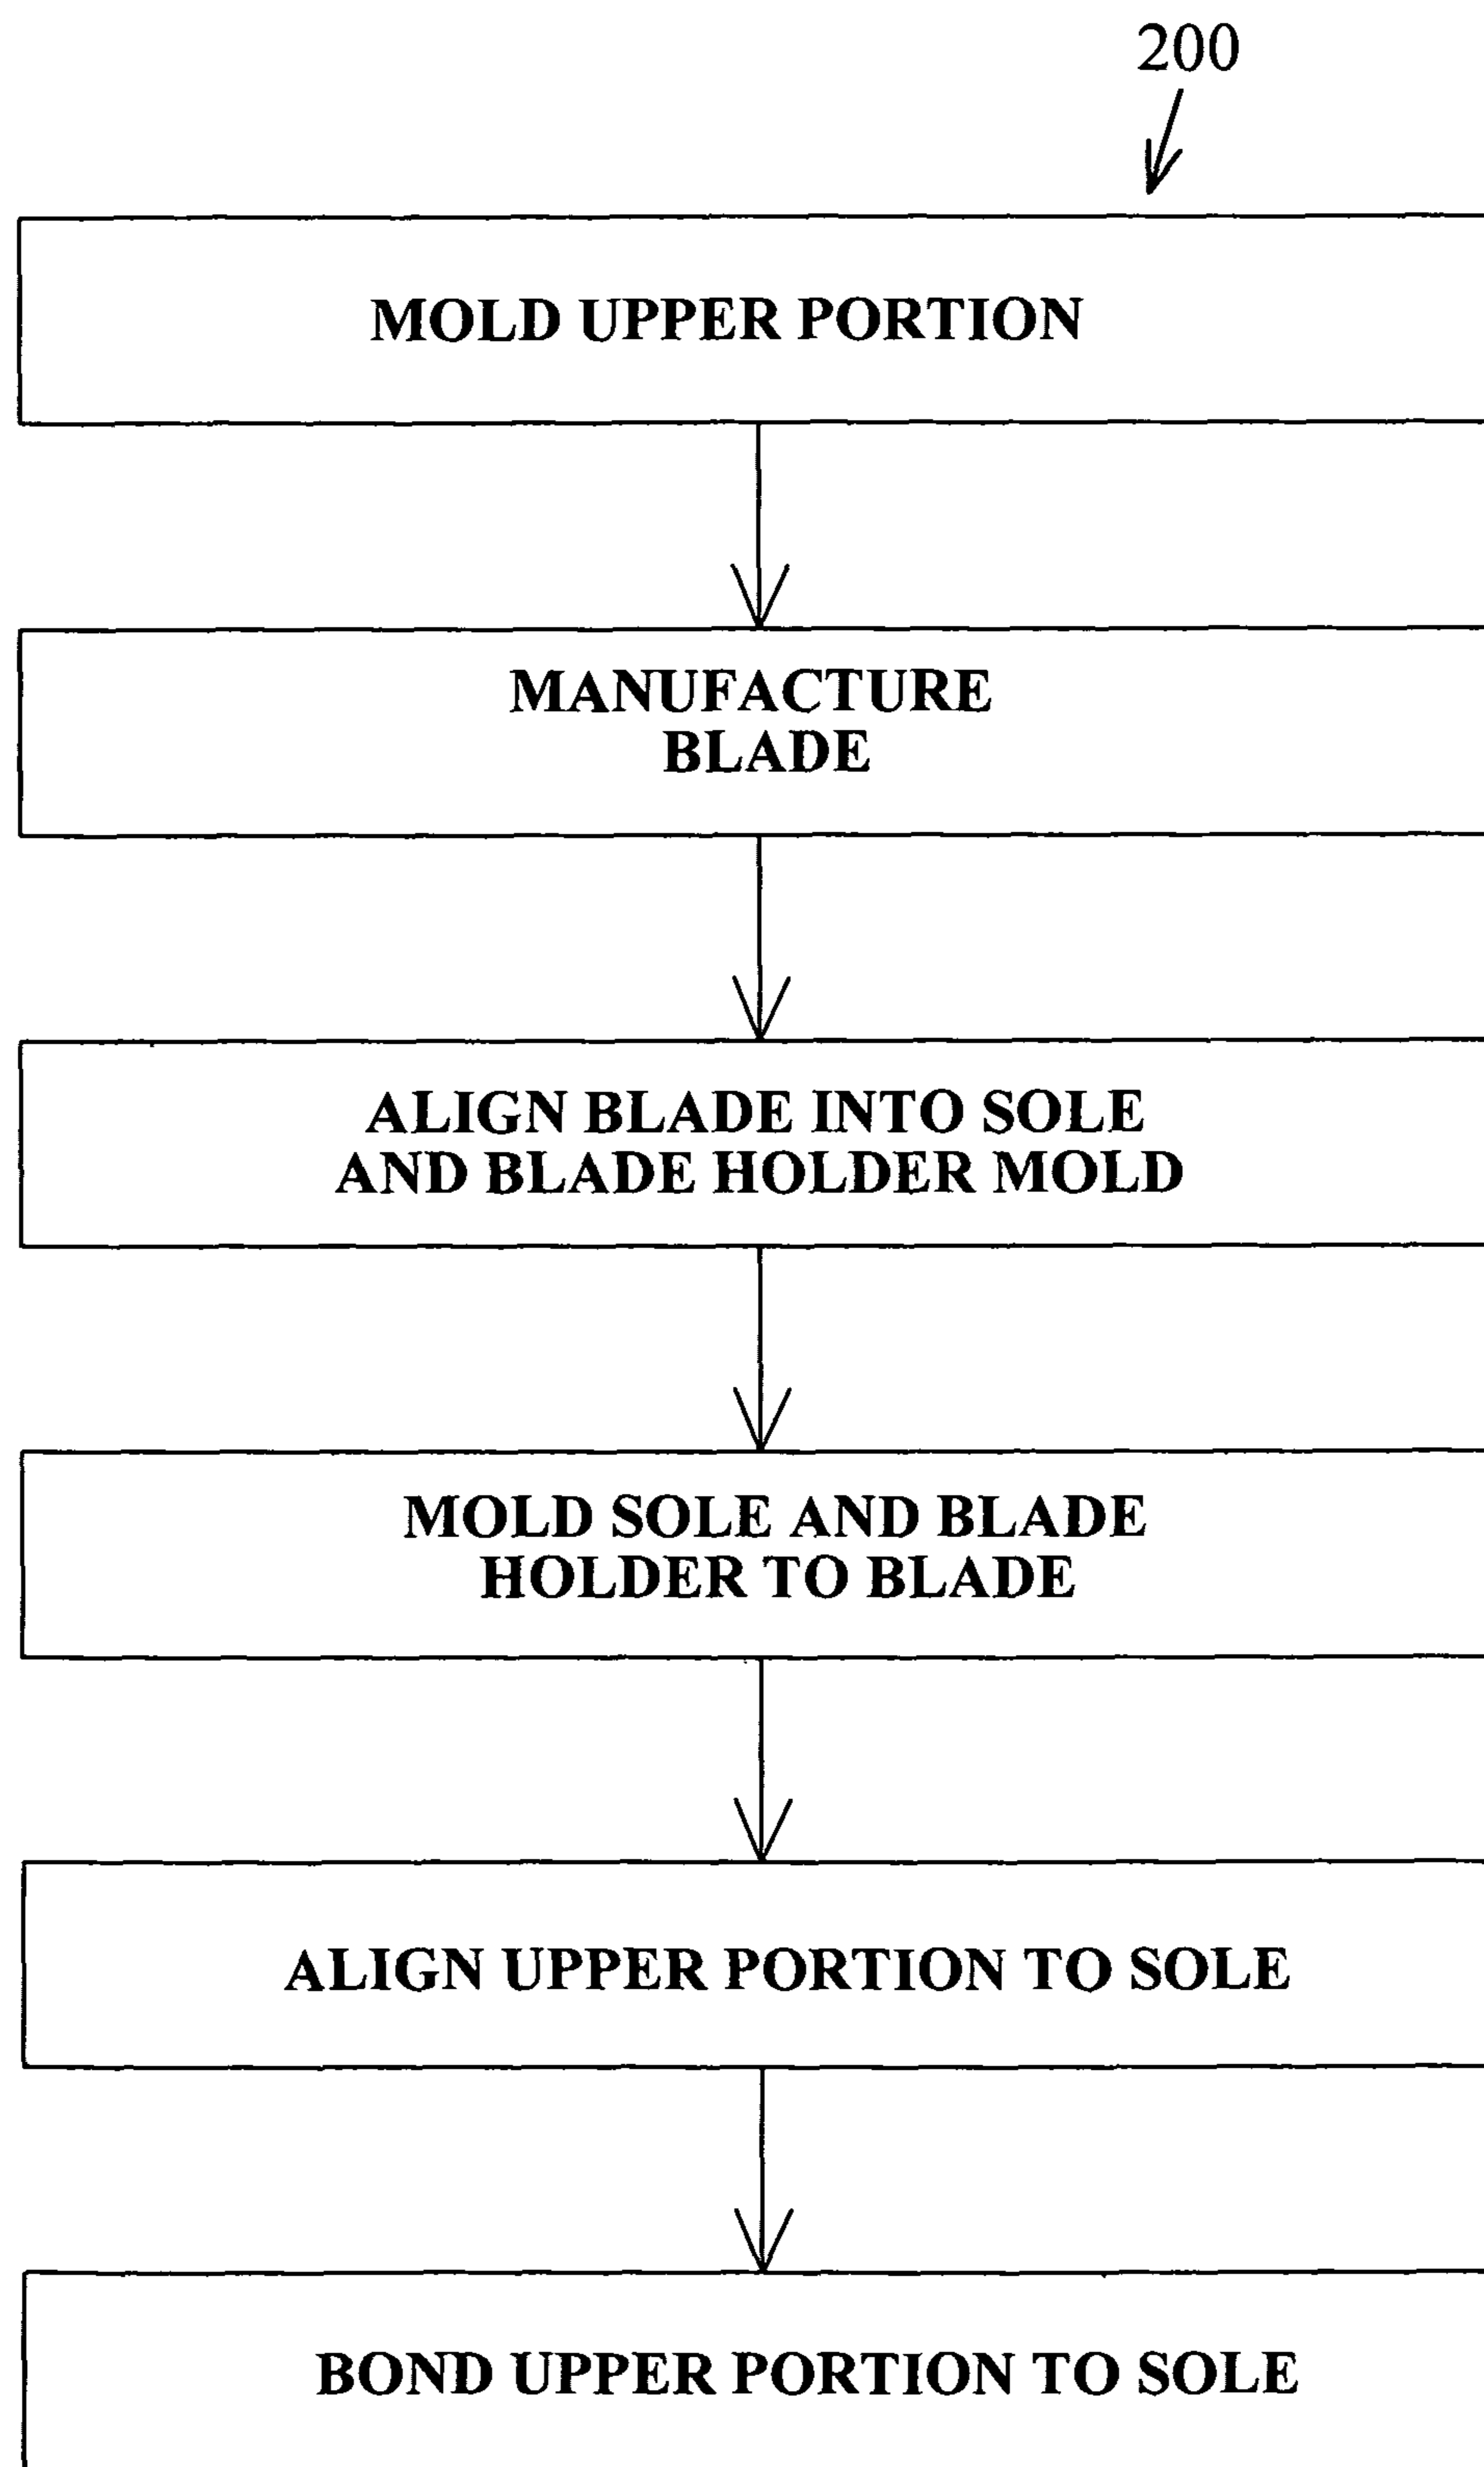 200
MOLD UPPER PORTION
MANUFACTURE
BLADE
ALIGN BLADE INTO SOLE
AND BLADE HOLDER MOLD
MOLD SOLE AND BLADE
HOLDER TO BLADE
ALIGN UPPER PORTION TO SOLE
BOND UPPER PORTION TO SOLE